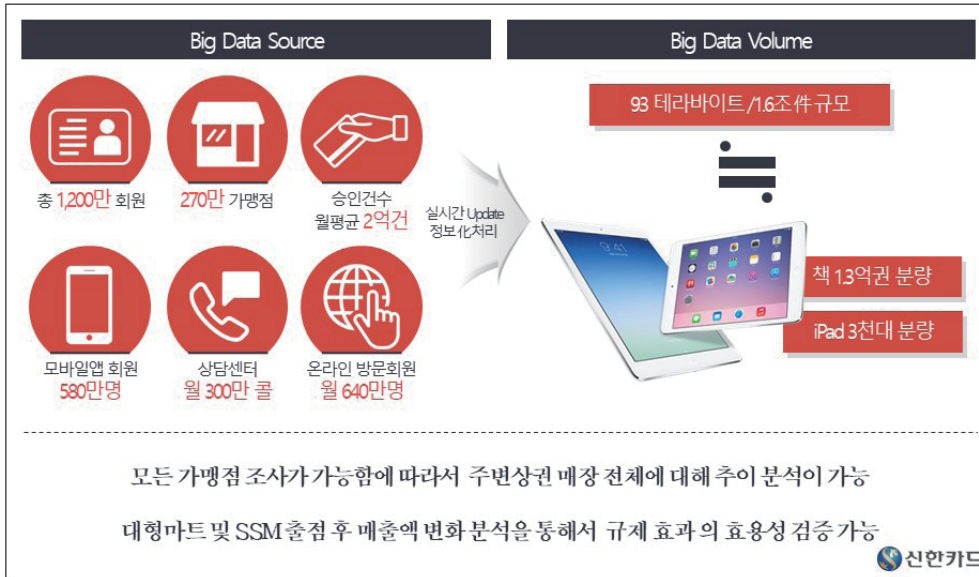 Big Data Source
Big Data Volume
총 1,200만 회원
270만 가맹점
승인건수
월평균 2억건
모바일앱 회원
580만명
상담센터
월 300만 콜
온라인 방문회원
월 640만명
실시간 Update
정보化처리
93 테라바이트 /1.6조件 규모
≒
9:41
책 1.3억권 분량
iPad 3천대 분량
모든 가맹점 조사가 가능함에 따라서 주변상권 매장 전체에 대해 추이 분석이 가능
대형마트 및 SSM 출점 후 매출액 변화 분석을 통해서 규제 효과의 효용성 검증 가능
신한카드